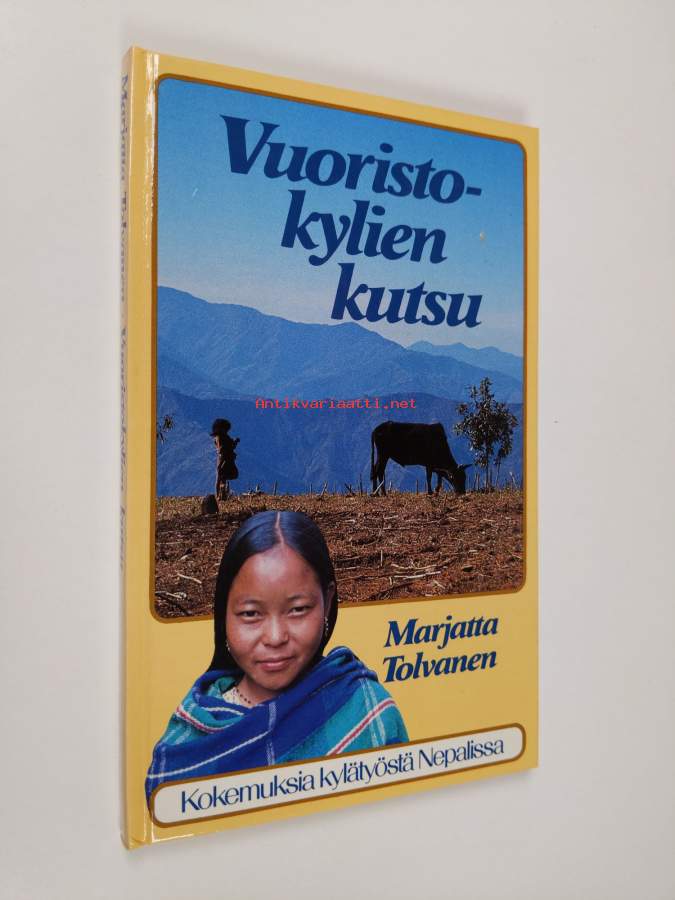 Vuoristo-
kylien
kutsu
Antikvariaatti.net
Marjatta
Tolvanen
Kokemuksia kylätyöstä Nepalissa
Marjatta Tolvanen Vuoristokylien kutsu